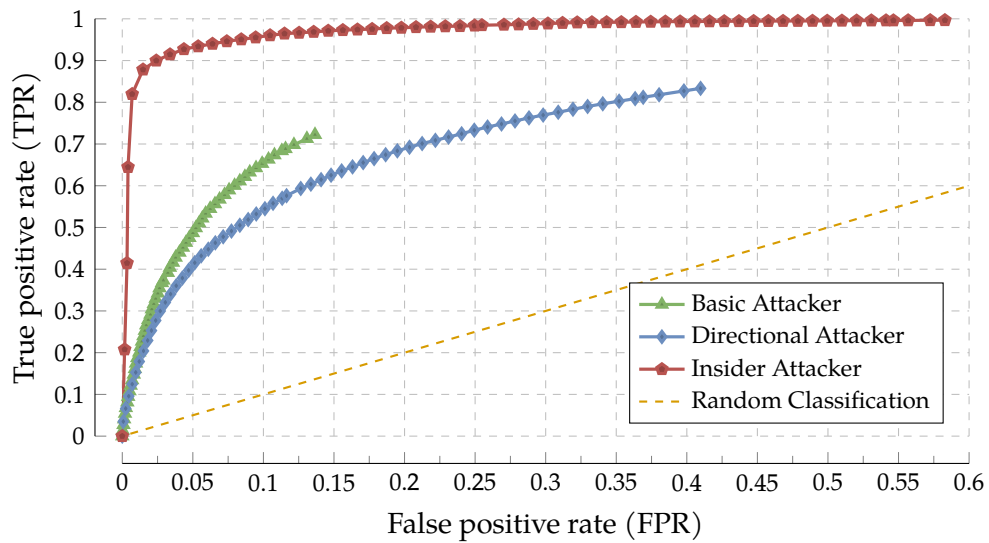 True positive rate (TPR)
1
0.9
0.8
0.7
0.6
0.5
0.4
0.3
0.2
0.1
0
Basic Attacker
Directional Attacker
Insider Attacker
Random Classification
0 0.05 0.1 0.15 0.2 0.25 0.3 0.35 0.4 0.45 0.5 0.55 0.6
False positive rate (FPR)